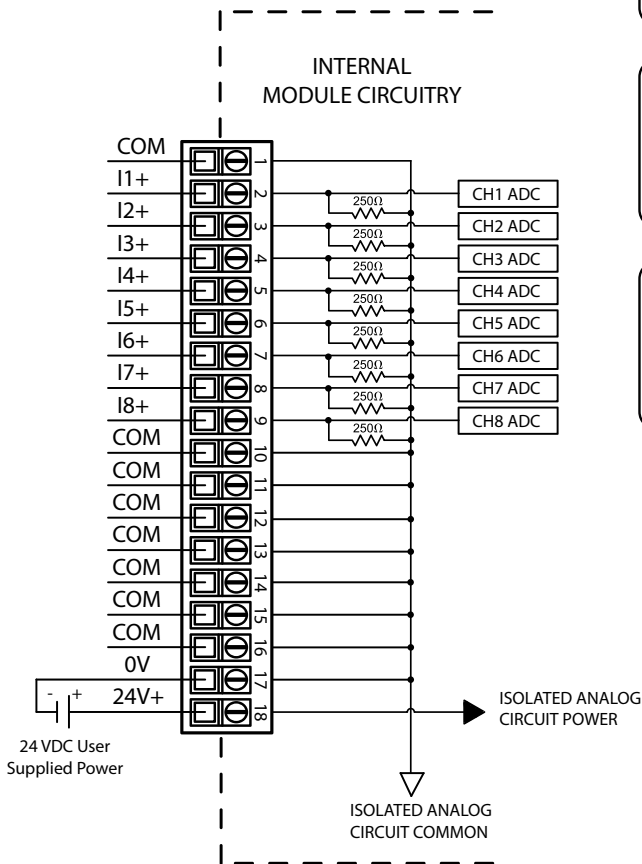 INTERNAL
MODULE CIRCUITRY
COM
1
I1+
2
250Ω
CH1 ADC
I2+
3
250Ω
CH2 ADC
I3+
4
250Ω
CH3 ADC
I4+
5
250Ω
CH4 ADC
I5+
6
250Ω
CH5 ADC
I6+
7
250Ω
CH6 ADC
I7+
8
250Ω
CH7 ADC
I8+
9
250Ω
CH8 ADC
COM
10
COM
11
COM
12
COM
13
COM
14
COM
15
COM
16
0V
17
- +
24V+
18
24 VDC User
Supplied Power
ISOLATED ANALOG
CIRCUIT POWER
ISOLATED ANALOG
CIRCUIT COMMON